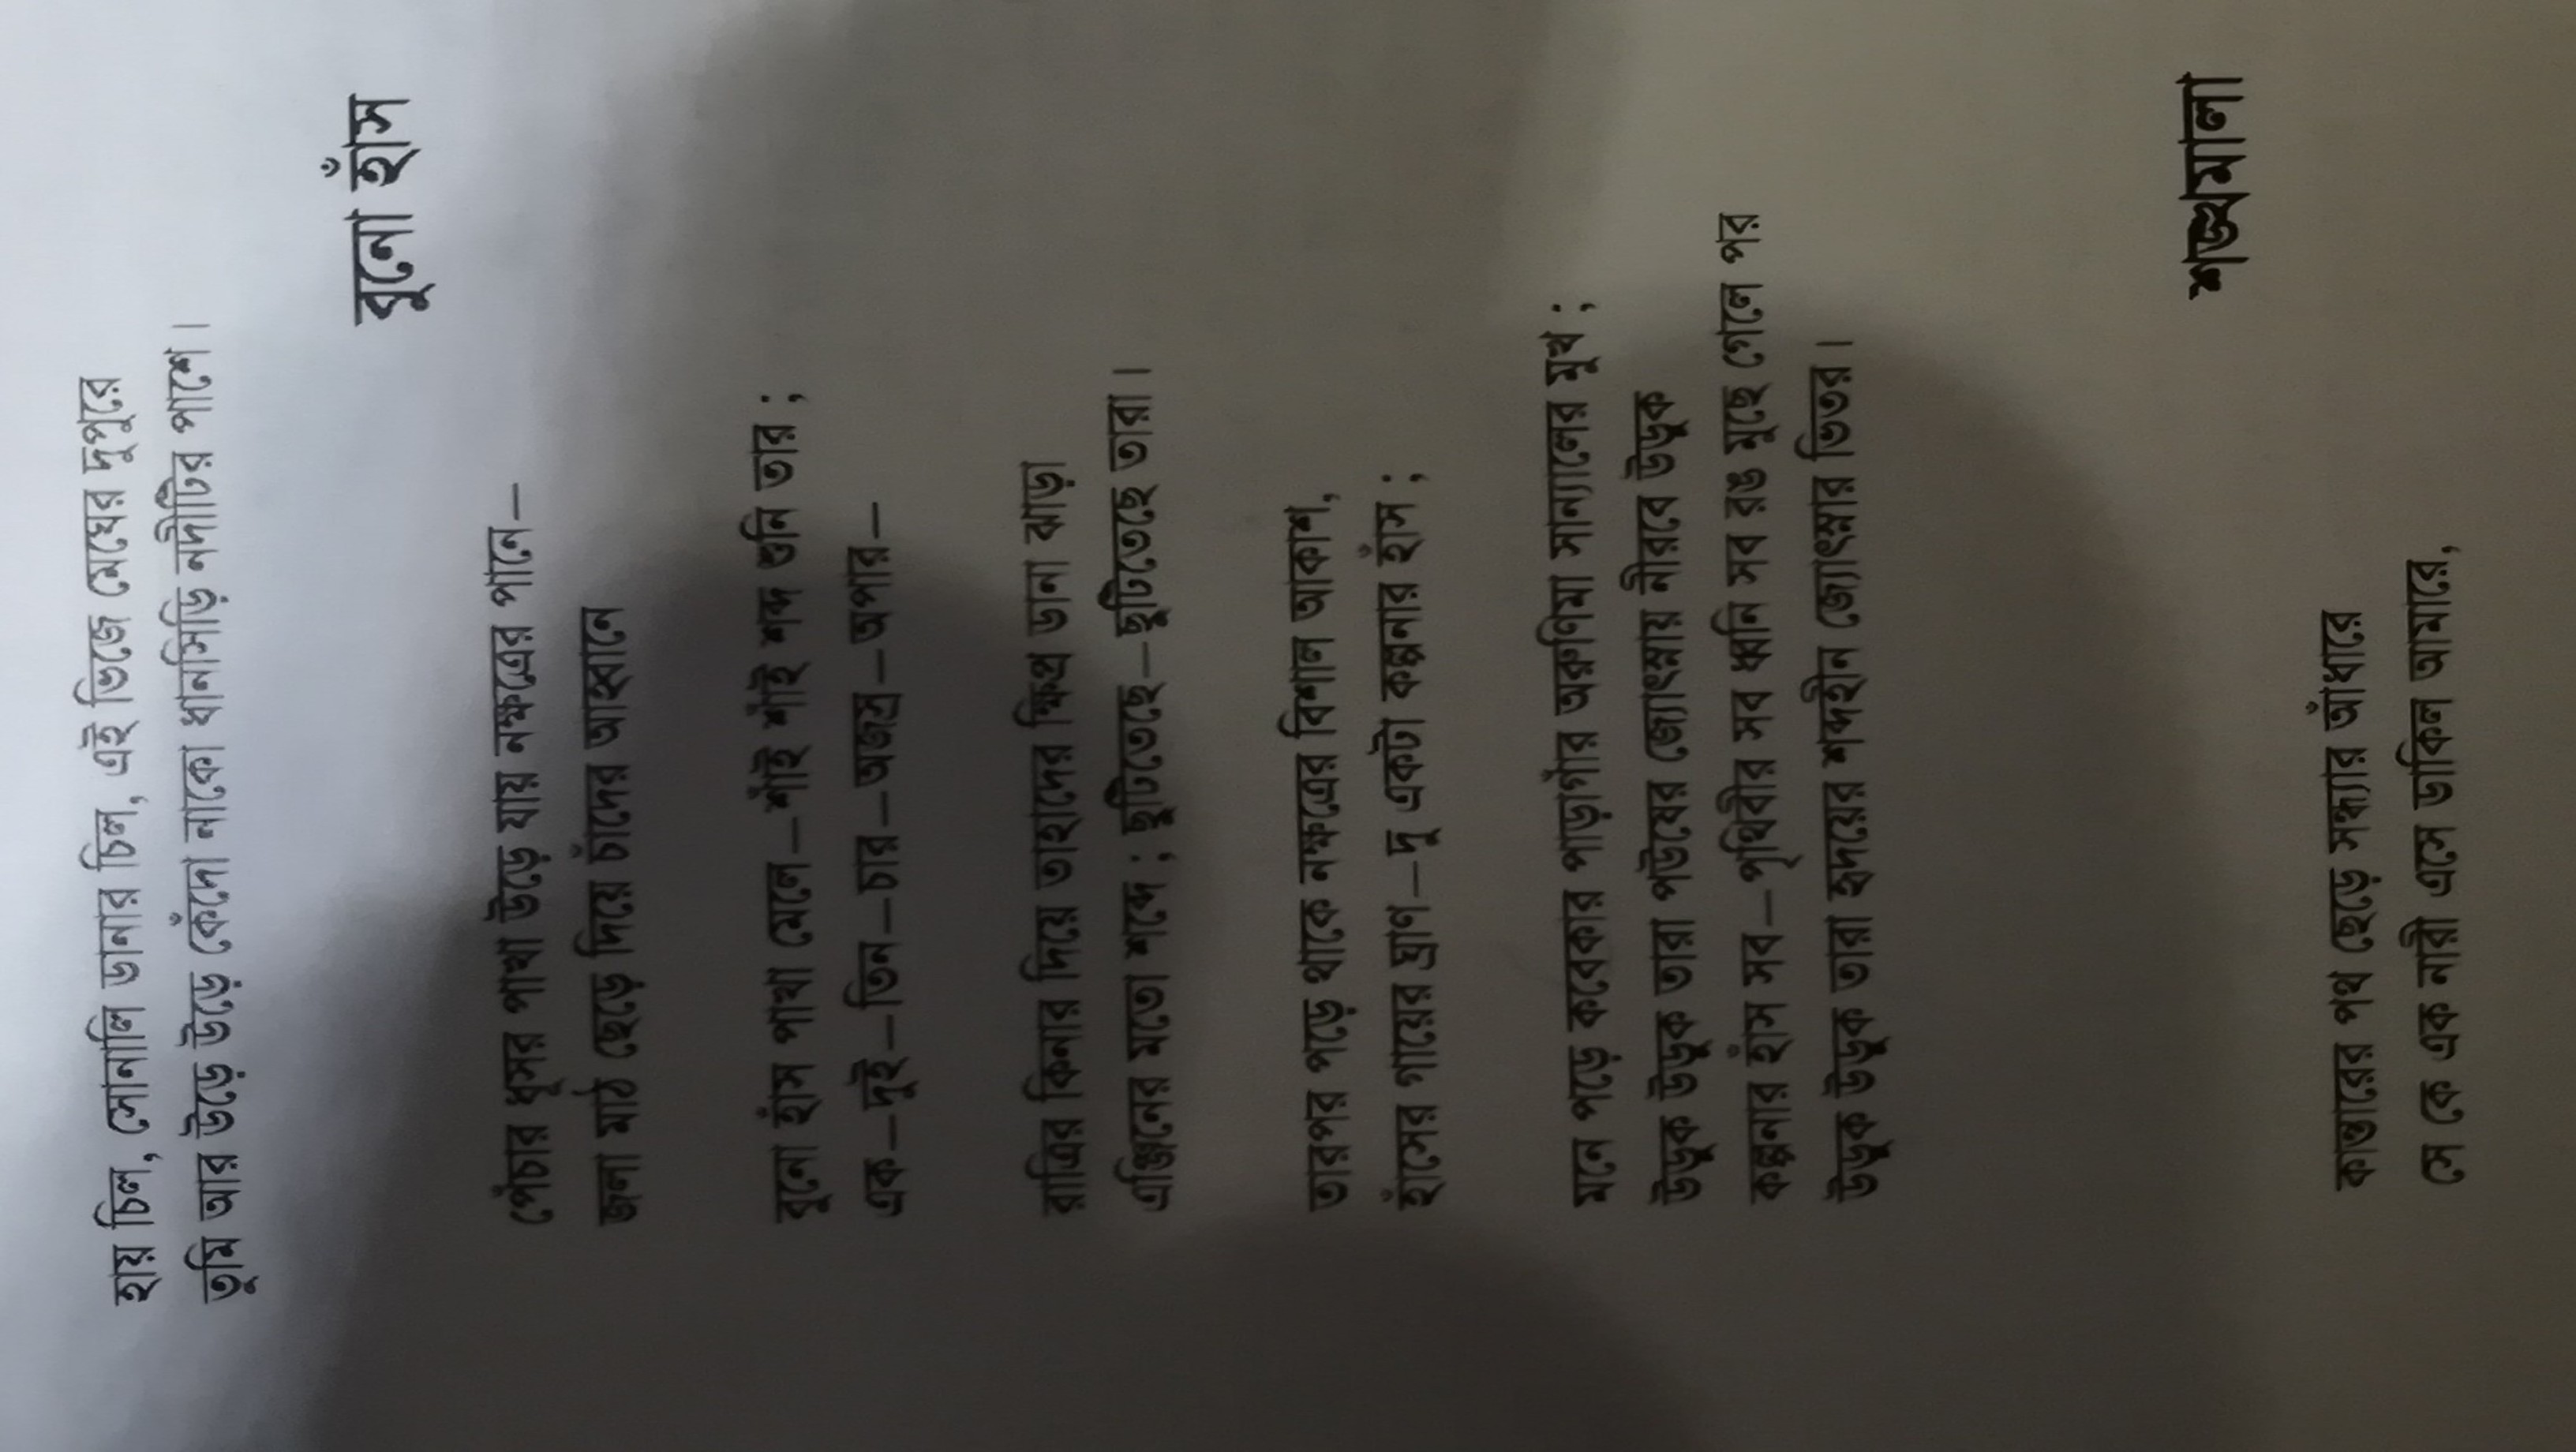 হায় চিল, সোনালি ডানার চিল, এই ভিজে মেঘের দুপুরে
তুমি আর উড়ে উড়ে কেঁদো নাকো ধানসিড়ি নদীটির পাশে।
বুনো হাঁস
পেঁচার ধূসর পাখা উড়ে যায় নক্ষত্রের পানে—
জলা মাঠ ছেড়ে দিয়ে চাঁদের আহ্বানে
বুনো হাঁস পাখা মেলে—শাঁই শাঁই শব্দ শুনি তার ;
এক—দুই—তিন—চার—অজস্র—অপার—
রাত্রির কিনার দিয়ে তাহাদের ক্ষিপ্র ডানা ঝাড়া
এঞ্জিনের মতো শব্দে ; ছুটিতেছে—ছুটিতেছে তারা।
তারপর পড়ে থাকে নক্ষত্রের বিশাল আকাশ,
হাঁসের গায়ের ঘ্রাণ—দু একটা কল্পনার হাঁস ;
মনে পড়ে কবেকার পাড়াগাঁর অরুণিমা সান্যালের মুখ ;
উড়ুক উড়ুক তারা পউষের জ্যোৎস্নায় নীরবে উড়ুক
কল্পনার হাঁস সব—পৃথিবীর সব ধ্বনি সব রঙ মুছে গেলে পর
উড়ুক উড়ুক তারা হৃদয়ের শব্দহীন জ্যোৎস্নার ভিতর।
শঙ্খমালা
কান্তারের পথ ছেড়ে সন্ধ্যার আঁধারে
সে কে এক নারী এসে ডাকিল আমারে,